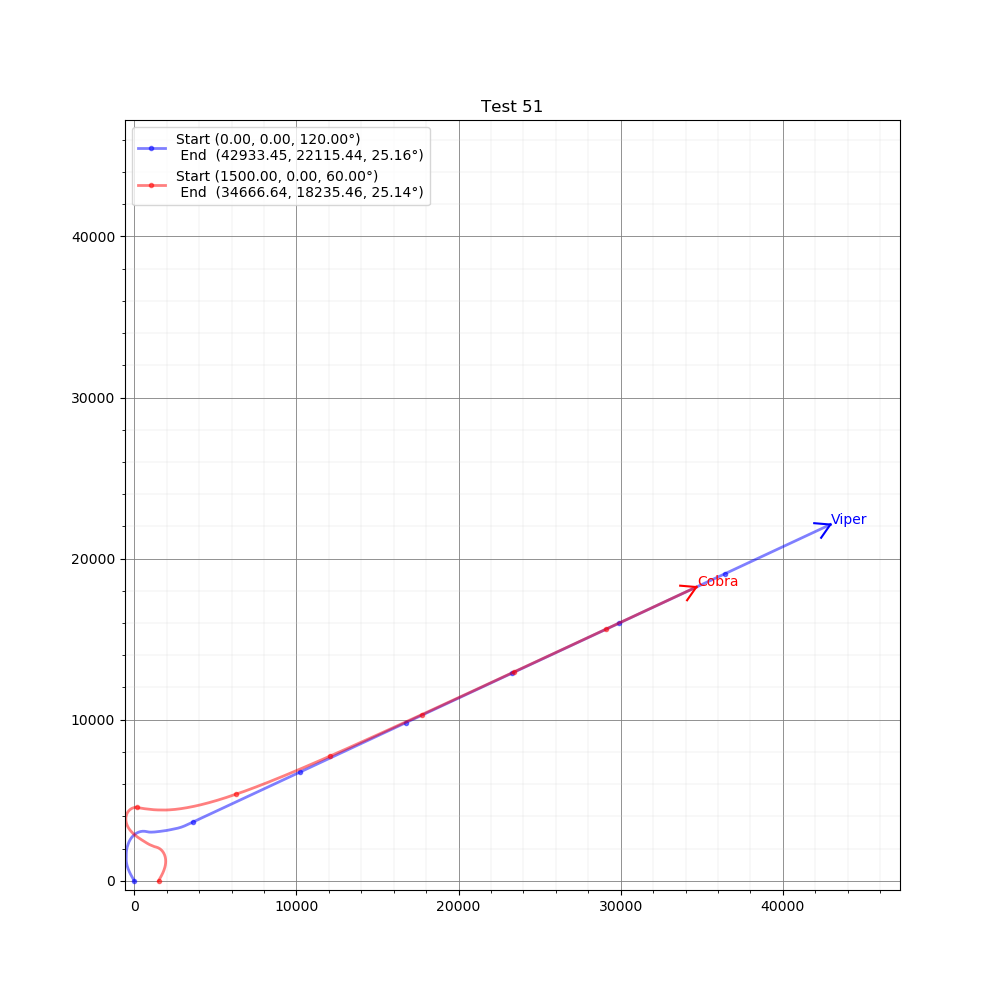 Test 51
Start (0.00, 0.00, 120.00°)
End (42933.45, 22115.44, 25.16°)
Start (1500.00, 0.00, 60.00°)
End (34666.64, 18235.46, 25.14°)
40000
30000
20000
10000
0
Viper
Cobra
0 10000 20000 30000 40000